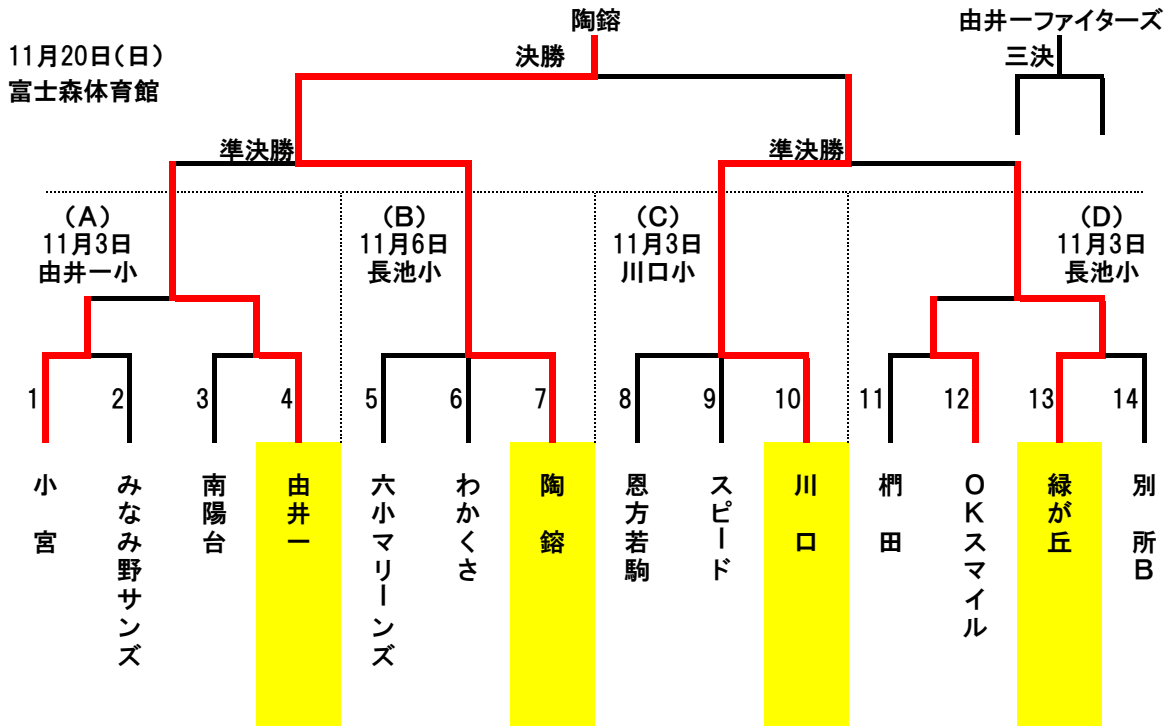 陶鎔
由井一ファイターズ
11月20日(日)
富士森体育館
決勝
三決
準決勝
準決勝
(A)
11月3日
由井一小
(B)
11月6日
長池小
(C)
11月3日
川口小
(D)
11月3日
長池小
1
2
3
4
5
6
7
8
9
10
11
12
13
14
小宮
みなみ野サンズ
南陽台
由井一
六小マリーンズ
わかくさ
陶鎔
恩方若駒
スピード
川口
椚田
OKスマイル
緑が丘
別所B